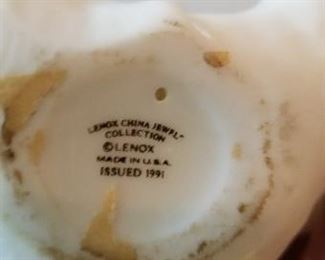 LENOX CHINA JEWEL
COLLECTION
© LENOX
MADE IN U.S.A.
ISSUED 1991